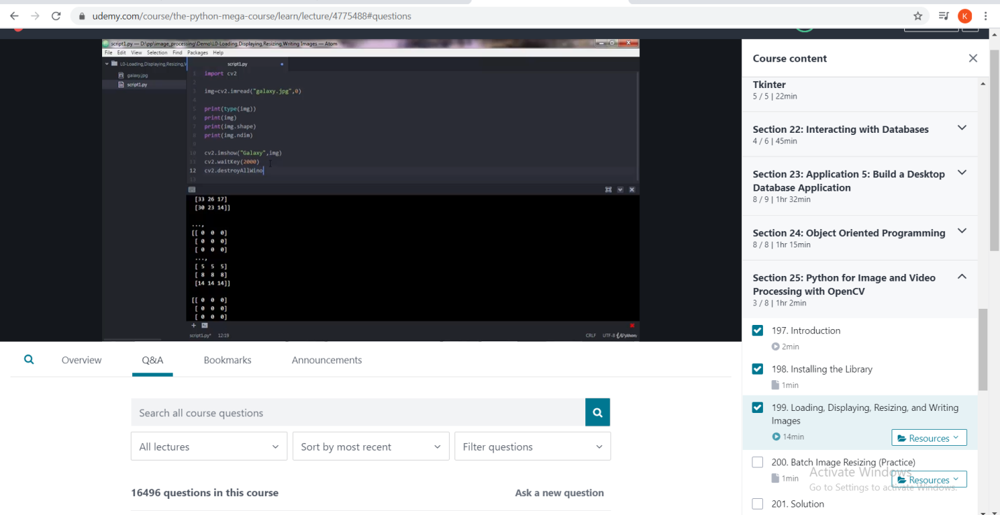 udemy.com/course/the-python-mega-course/learn/lecture/4775488#questions
K
script1.py — D:\pp\image_processing\Demo\L0-Loading,Displaying,Resizing,Writing Images — Atom
File Edit View Selection Find Packages Help
L0-Loading,Displaying,Resizing,W
galaxy.jpg
script1.py
script1.py
1 import cv2
2
3 img=cv2.imread("galaxy.jpg",0)
4
5 print(type(img))
6 print(img)
7 print(img.shape)
8 print(img.ndim)
9
10 cv2.imshow("Galaxy",img)
11 cv2.waitKey(2000)
12 cv2.destroyAllWino
13
[33 26 17]
[30 23 14]]
...,
[[ 0 0 0]
[ 0 0 0]
[ 0 0 0]
...,
[ 5 5 5]
[ 8 8 8]
[14 14 14]]
[[ 0 0 0]
[ 0 0 0]
[ 0 0 0]
script1.py* 12:19
CRLF UTF-8 Python
Overview Q&A Bookmarks Announcements
Search all course questions
All lectures Sort by most recent Filter questions
16496 questions in this course Ask a new question
Course content
Tkinter
5 / 5 | 22min
Section 22: Interacting with Databases
4 / 6 | 45min
Section 23: Application 5: Build a Desktop
Database Application
8 / 9 | 1hr 32min
Section 24: Object Oriented Programming
8 / 8 | 1hr 15min
Section 25: Python for Image and Video
Processing with OpenCV
3 / 8 | 1hr 2min
197. Introduction
2min
198. Installing the Library
1min
199. Loading, Displaying, Resizing, and Writing
Images
14min
Resources
200. Batch Image Resizing (Practice)
1min
Resources
Activate Windows
Go to Settings to activate Windows.
201. Solution